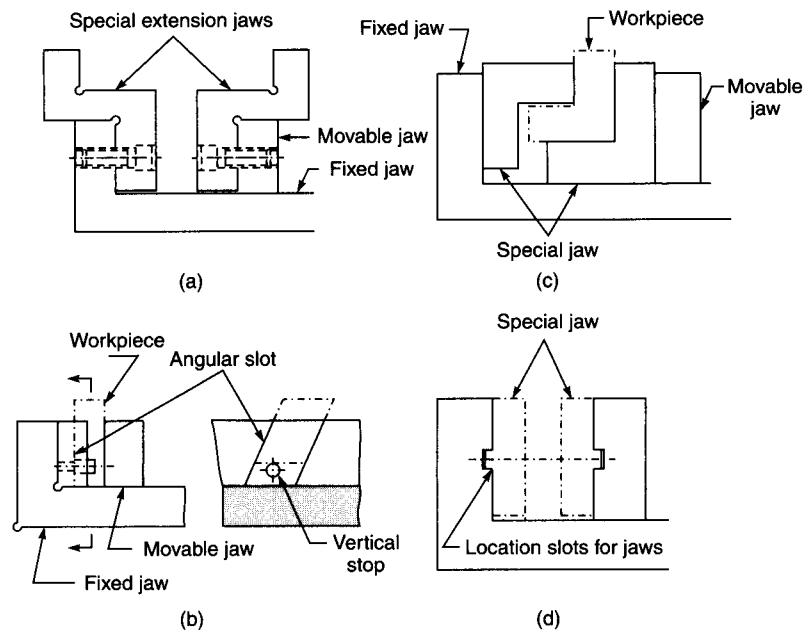 Special extension jaws
Movable jaw
Fixed jaw
(a)
Workpiece
Fixed jaw
Movable
jaw
Special jaw
(c)
Workpiece
Angular slot
Movable jaw
Fixed jaw
Vertical
stop
(b)
Special jaw
Location slots for jaws
(d)